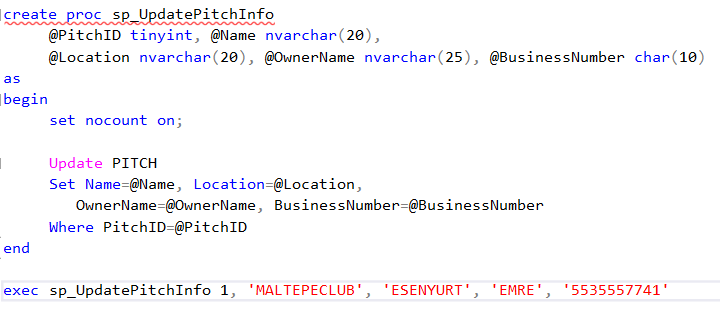 create proc sp_UpdatePitchInfo
@PitchID tinyint, @Name nvarchar(20),
@Location nvarchar(20), @OwnerName nvarchar(25), @BusinessNumber char(10)
as
begin
set nocount on;
Update PITCH
Set Name=@Name, Location=@Location,
OwnerName=@OwnerName, BusinessNumber=@BusinessNumber
Where PitchID=@PitchID
end
exec sp_UpdatePitchInfo 1, 'MALTEPECLUB', 'ESENYURT', 'EMRE', '5535557741'